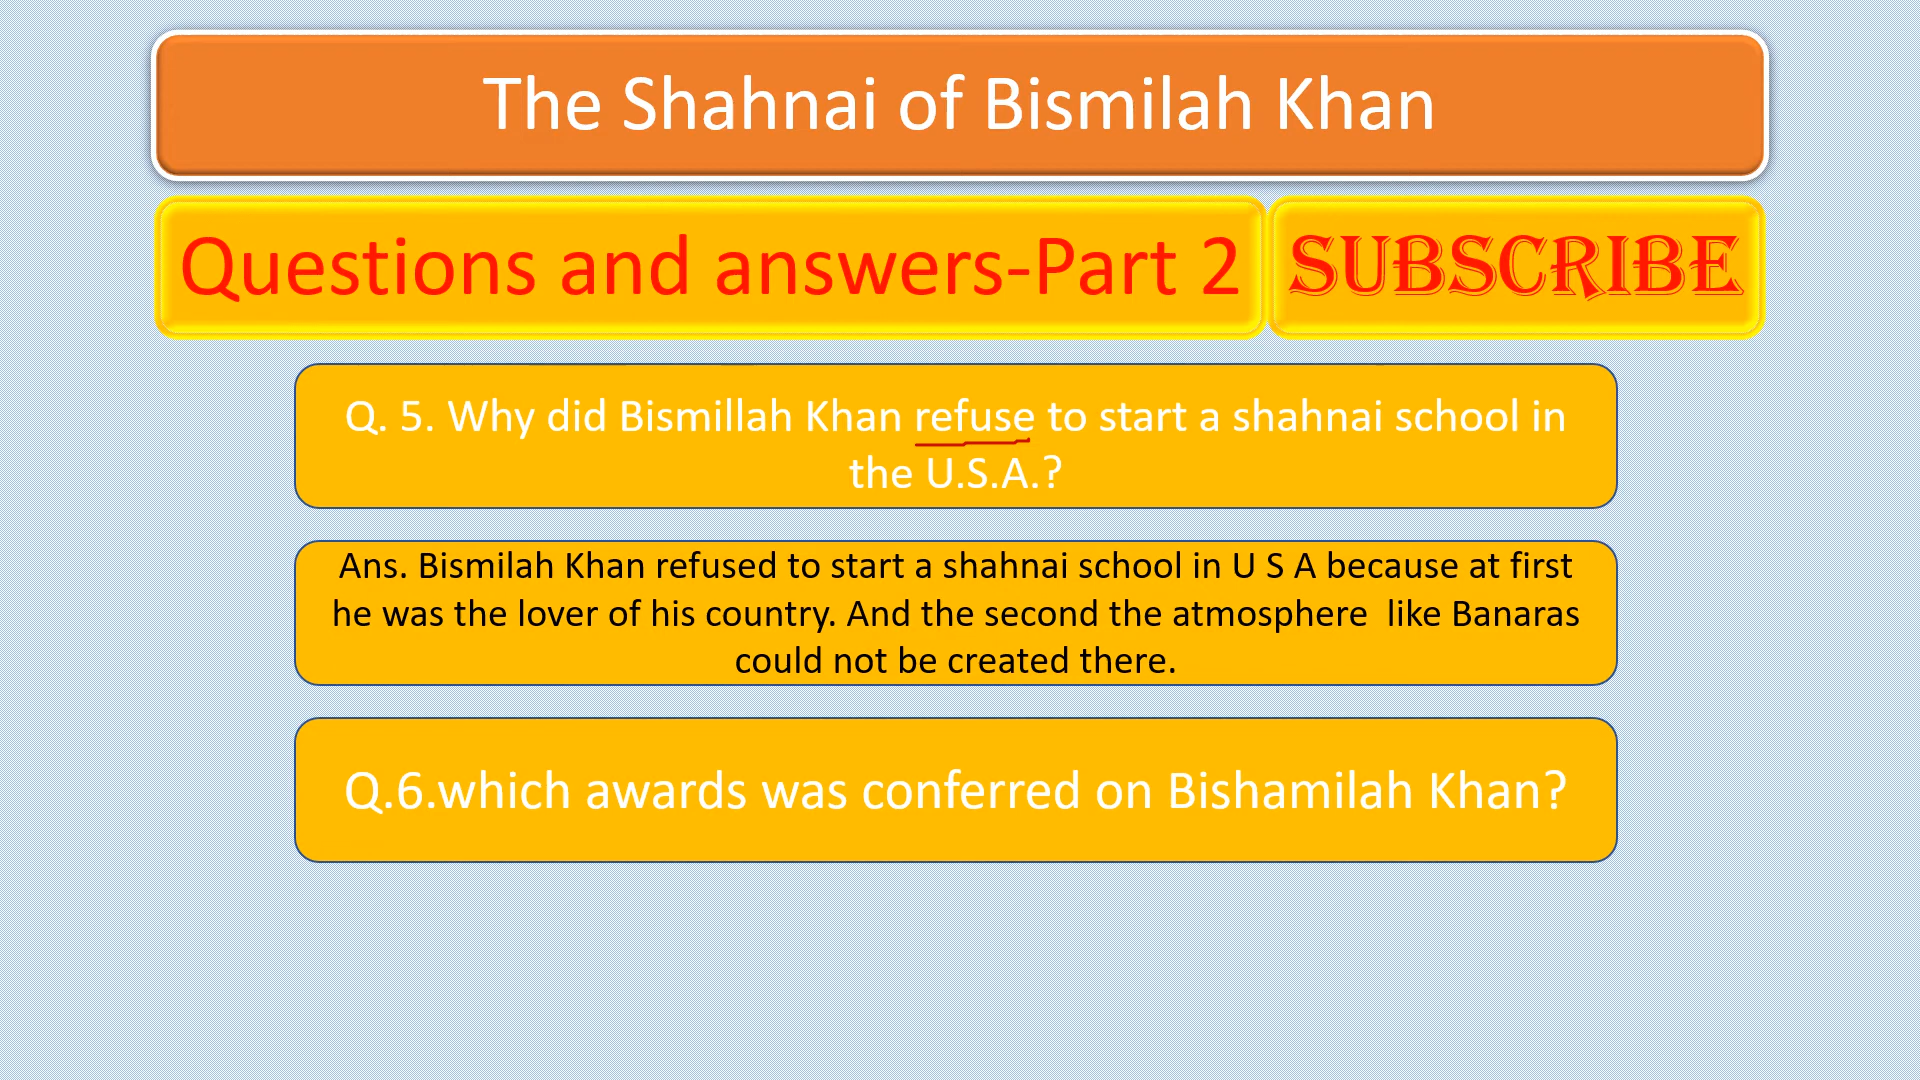 The Shahnai of Bismilah Khan
Questions and answers-Part 2
SUBSCRIBE
Q. 5. Why did Bismillah Khan refuse to start a shahnai school in
the U.S.A.?
Ans. Bismilah Khan refused to start a shahnai school in U S A because at first
he was the lover of his country. And the second the atmosphere  like Banaras
could not be created there.
Q.6.which awards was conferred on Bishamilah Khan?